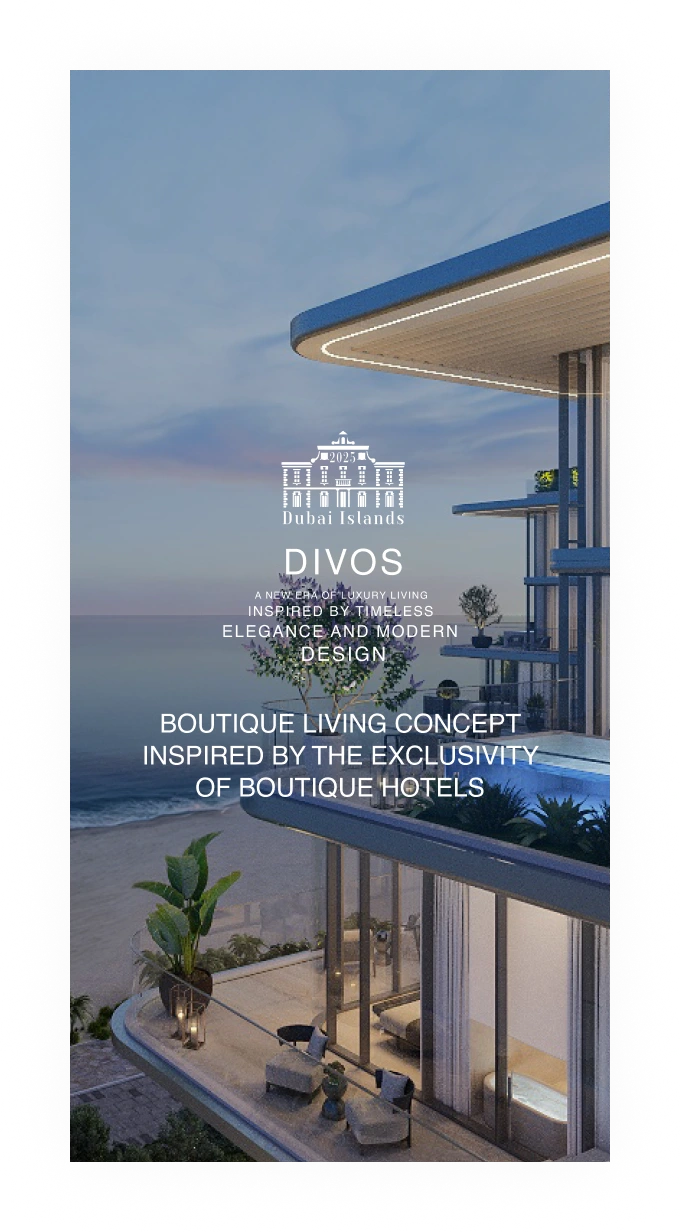 2025
Dubai Islands
DIVOS
A NEW ERA OF LUXURY LIVING
INSPIRED BY TIMELESS
ELEGANCE AND MODERN
DESIGN
BOUTIQUE LIVING CONCEPT
INSPIRED BY THE EXCLUSIVITY
OF BOUTIQUE HOTELS